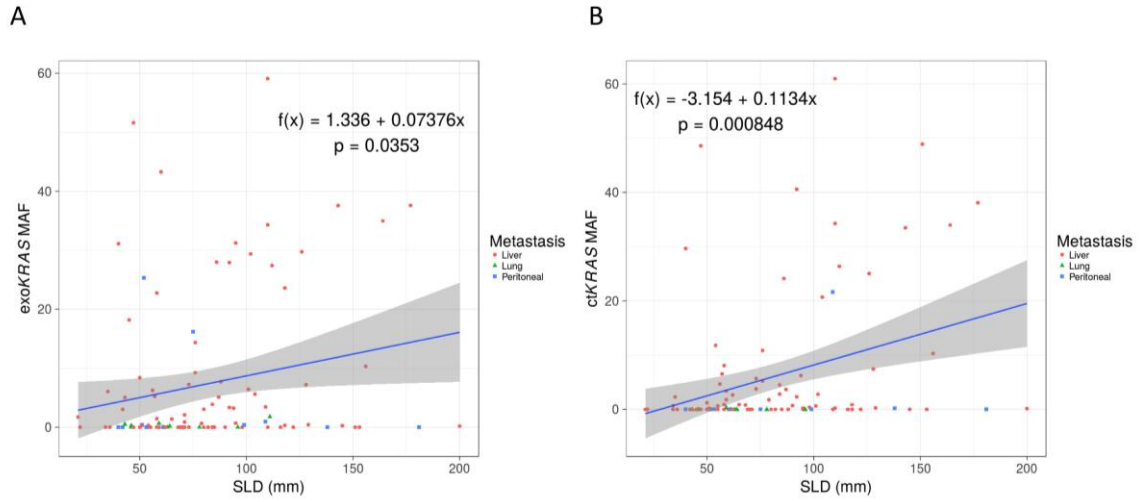 A
60
40
20
0
exoKRAS MAF
f(x) = 1.336 + 0.07376x
p = 0.0353
50
100
150
200
SLD (mm)
Metastasis
Liver
Lung
Peritoneal
B
60
40
20
0
ctKRAS MAF
f(x) = -3.154 + 0.1134x
p = 0.000848
50
100
150
200
SLD (mm)
Metastasis
Liver
Lung
Peritoneal